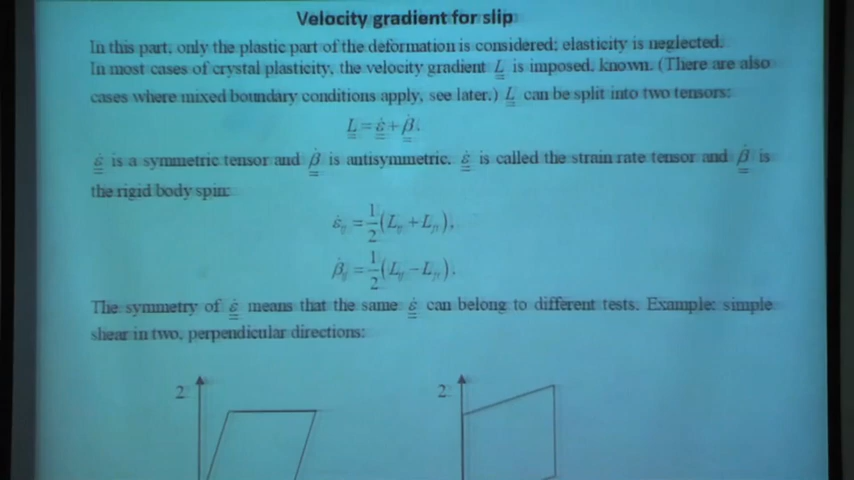 Velocity gradient for slip
In this part, only the plastic part of the deformation is considered; elasticity is neglected.
In most cases of crystal plasticity, the velocity gradient L is imposed, known. (There are also
cases where mixed boundary conditions apply, see later.) L can be split into two tensors:
L = ε̇ + β̇.
ε̇ is a symmetric tensor and β̇ is antisymmetric. ε̇ is called the strain rate tensor and β̇ is
the rigid body spin:
ε̇ij = 1/2 (Lij + Lji),
β̇ij = 1/2 (Lij − Lji).
The symmetry of ε̇ means that the same ε̇ can belong to different tests. Example: simple
shear in two, perpendicular directions:
2 2